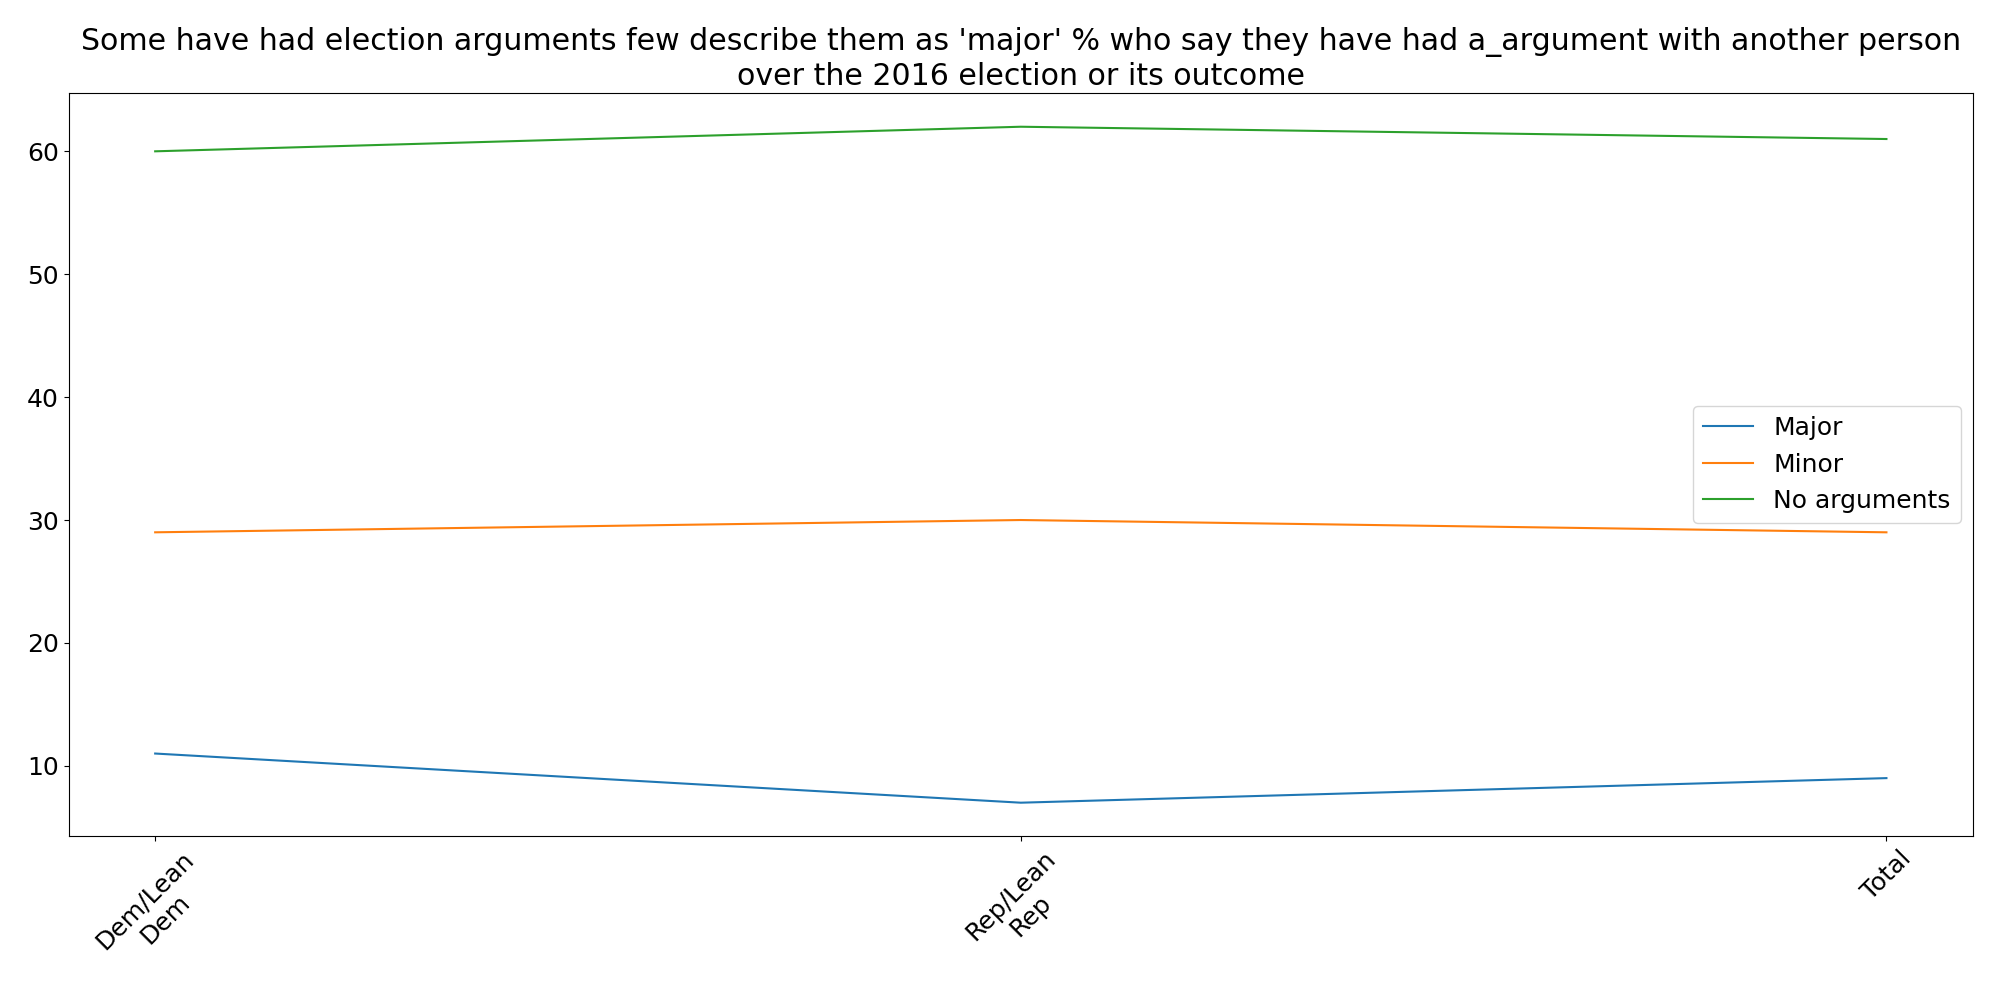 Some have had election arguments few describe them as 'major' % who say they have had a_argument with another person
over the 2016 election or its outcome
60
50
40
30
20
10
Major
Minor
No arguments
Dem/Lean
Dem
Rep/Lean
Rep
Total